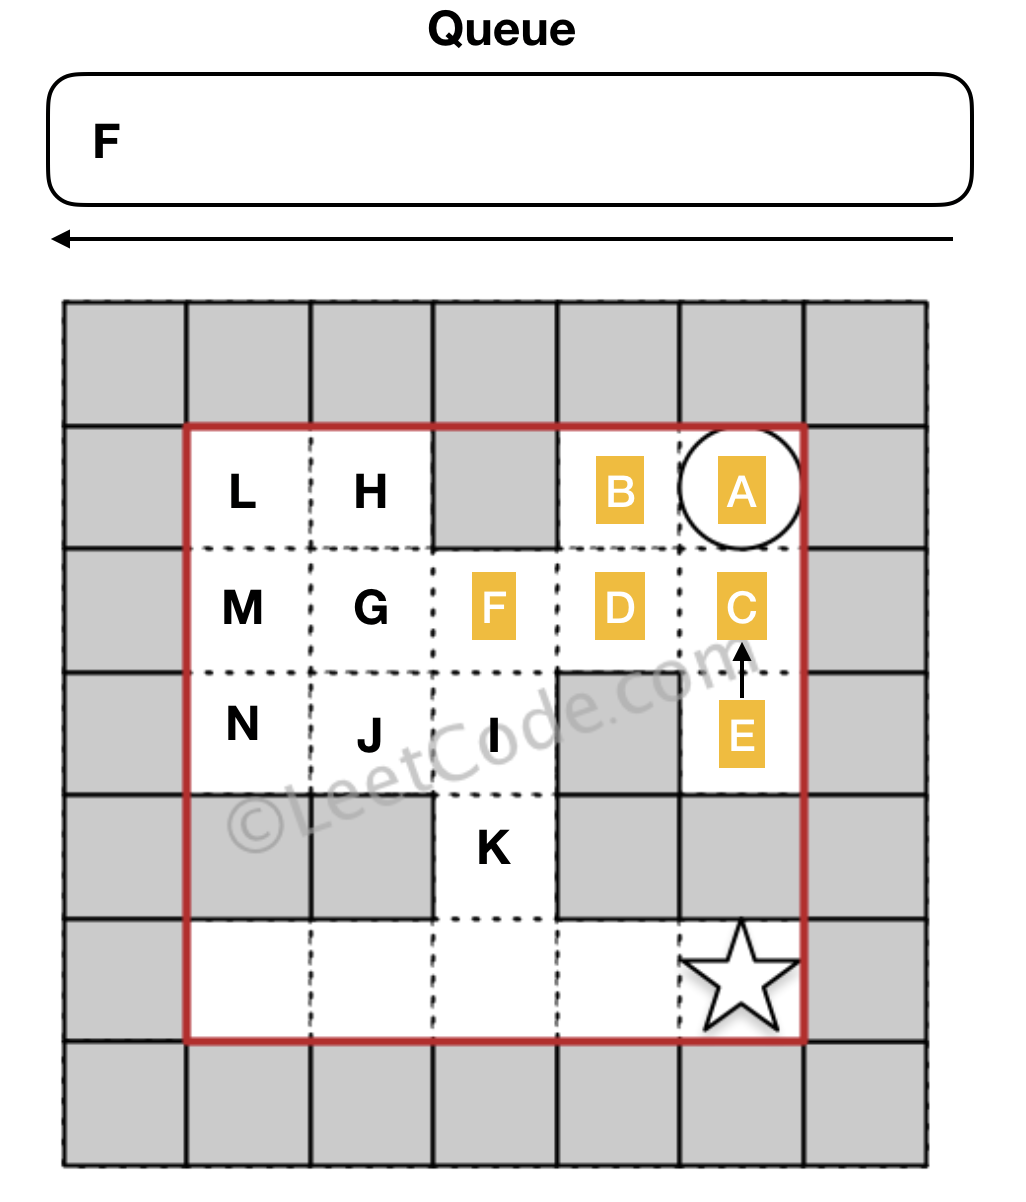 Queue
F
L H B A
M G F D C
N J I E
©LeetCode.com
K